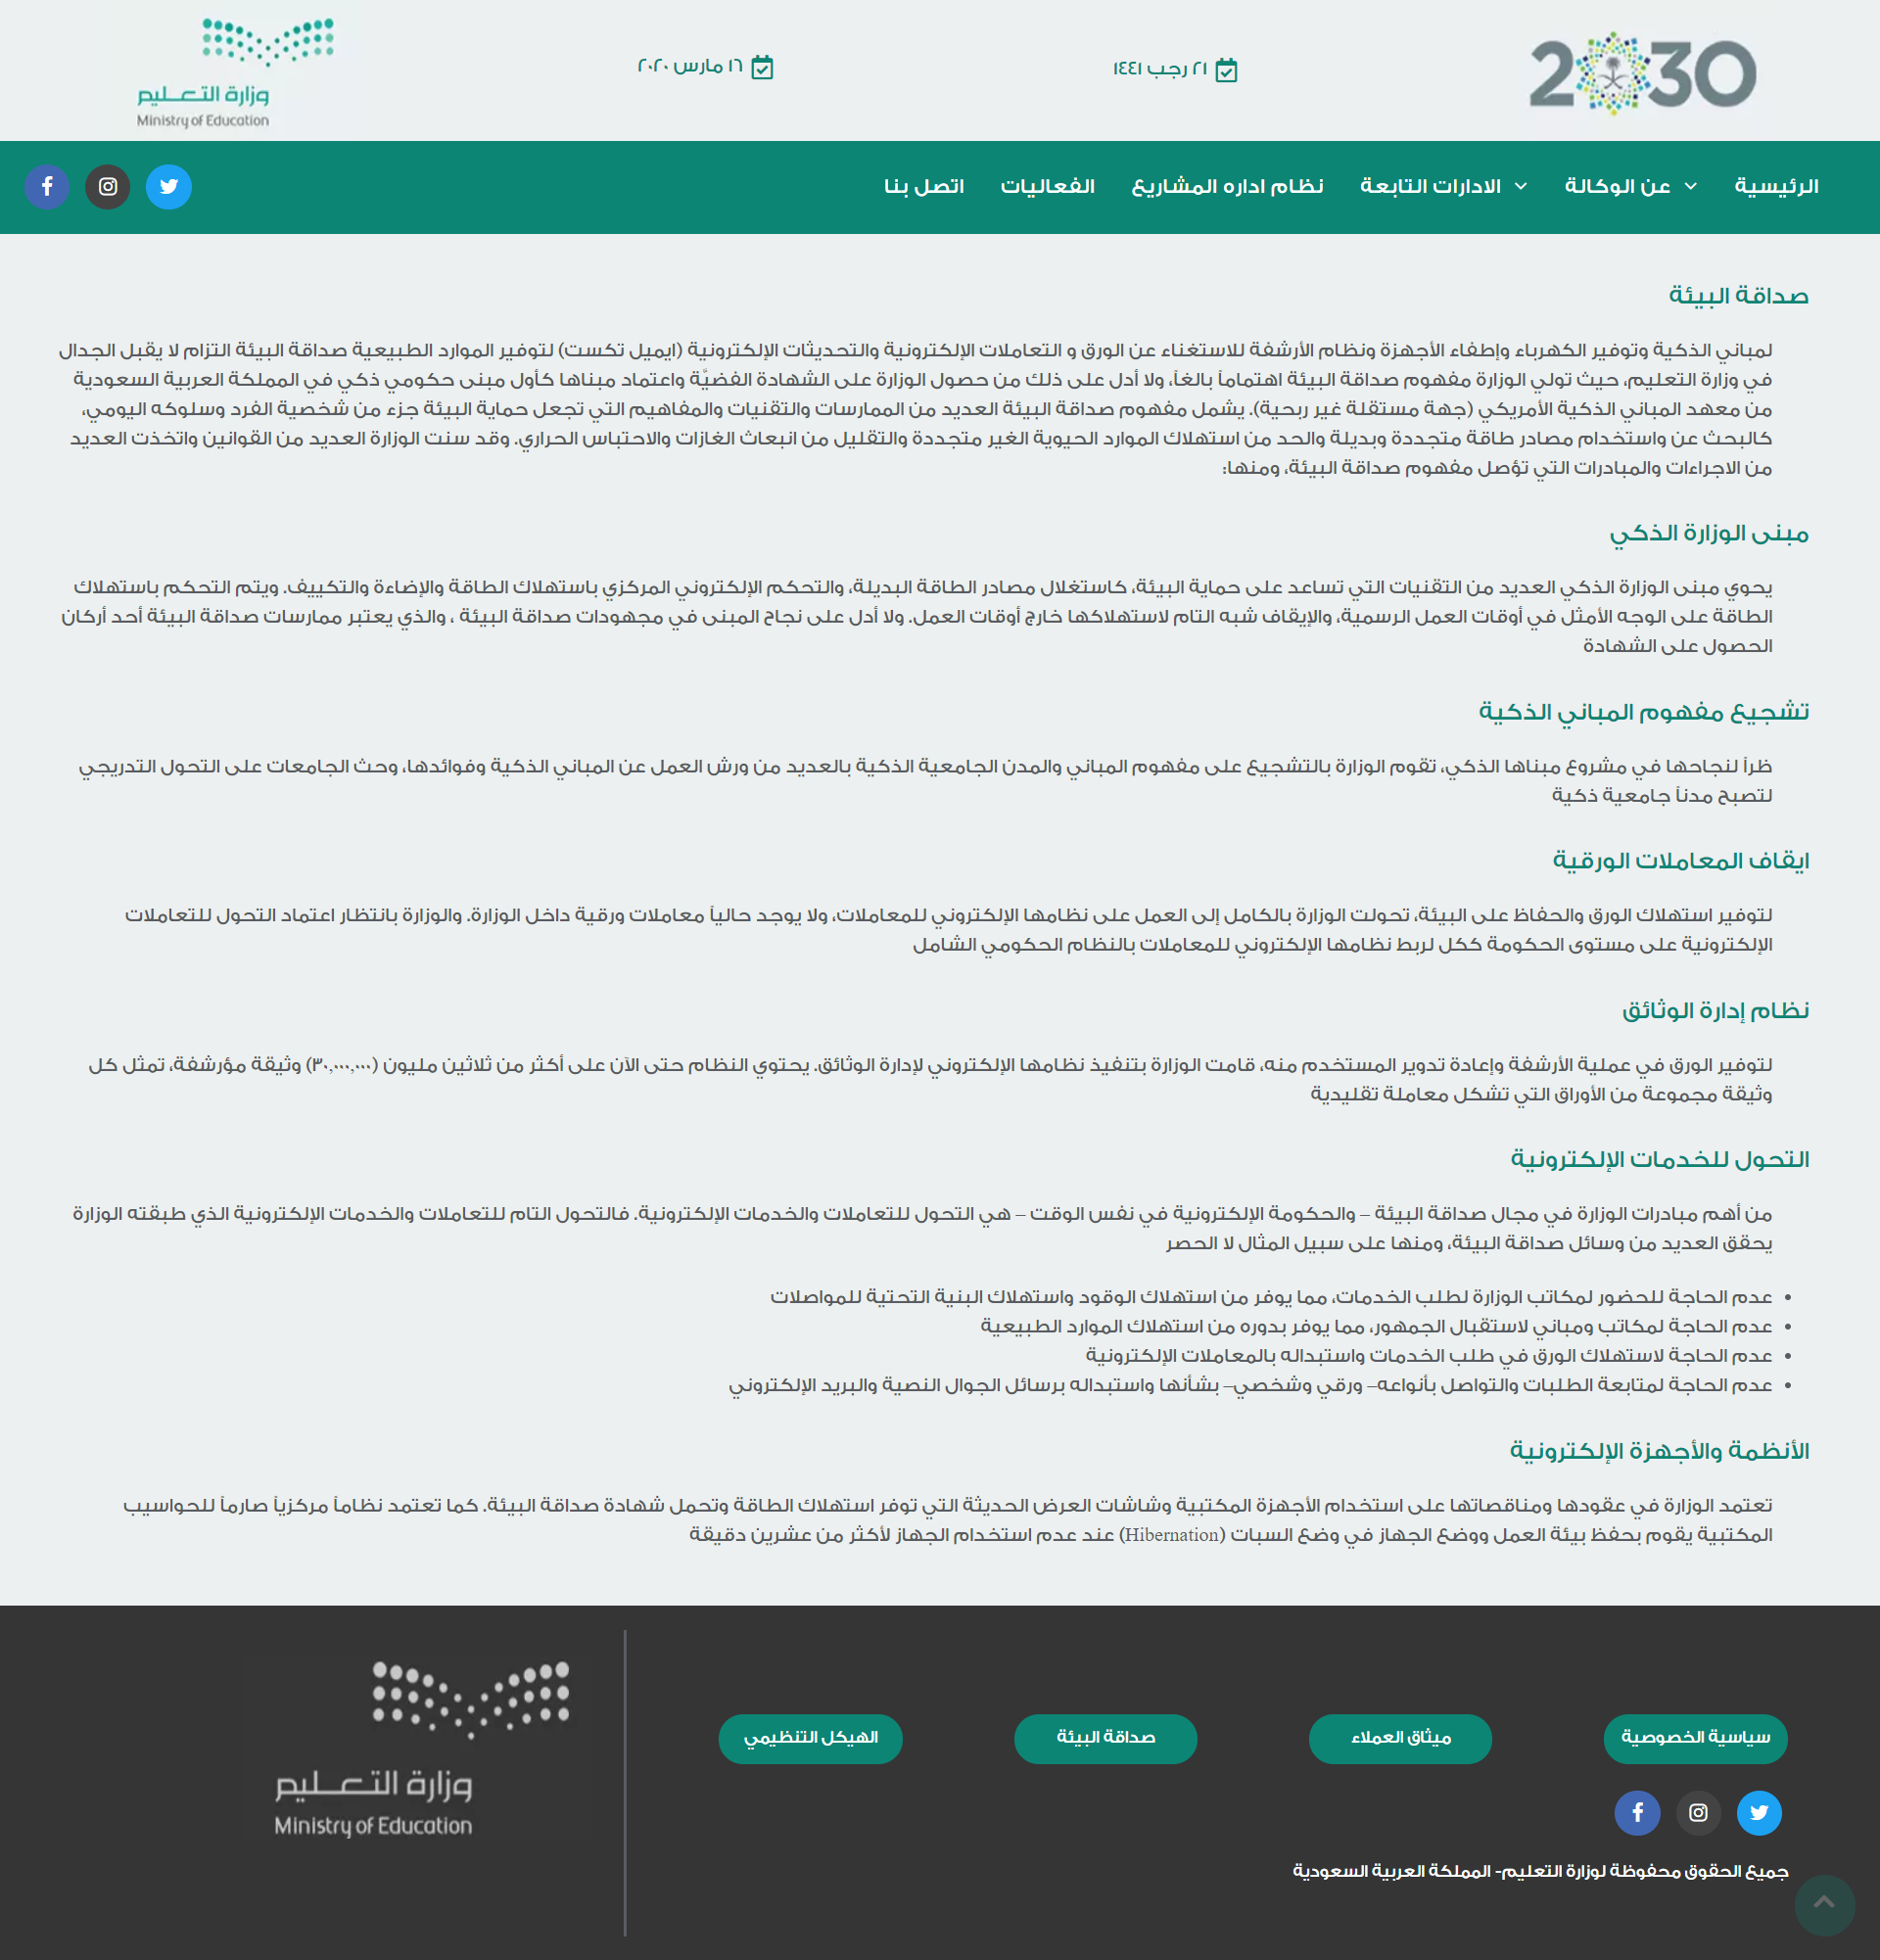 2030
٢١ رجب ١٤٤١
١٦ مارس ٢٠٢٠
وزارة التعـــليم
Ministry of Education
الرئيسية
عن الوكالة
الادارات التابعة
نظام اداره المشاريع
الفعاليات
اتصل بنا
صداقة البيئة
لمباني الذكية وتوفير الكهرباء وإطفاء الأجهزة ونظام الأرشفة للاستغناء عن الورق و التعاملات الإلكترونية والتحديثات الإلكترونية (ايميل تكست) لتوفير الموارد الطبيعية صداقة البيئة التزام لا يقبل الجدال
في وزارة التعليم، حيث تولي الوزارة مفهوم صداقة البيئة اهتماماً بالغاً، ولا أدل على ذلك من حصول الوزارة على الشهادة الفضيَّة واعتماد مبناها كأول مبنى حكومي ذكي في المملكة العربية السعودية
من معهد المباني الذكية الأمريكي (جهة مستقلة غير ربحية). يشمل مفهوم صداقة البيئة العديد من الممارسات والتقنيات والمفاهيم التي تجعل حماية البيئة جزء من شخصية الفرد وسلوكه اليومي،
كالبحث عن واستخدام مصادر طاقة متجددة وبديلة والحد من استهلاك الموارد الحيوية الغير متجددة والتقليل من انبعاث الغازات والاحتباس الحراري. وقد سنت الوزارة العديد من القوانين واتخذت العديد
من الاجراءات والمبادرات التي تؤصل مفهوم صداقة البيئة، ومنها:
مبنى الوزارة الذكي
يحوي مبنى الوزارة الذكي العديد من التقنيات التي تساعد على حماية البيئة، كاستغلال مصادر الطاقة البديلة، والتحكم الإلكتروني المركزي باستهلاك الطاقة والإضاءة والتكييف. ويتم التحكم باستهلاك
الطاقة على الوجه الأمثل في أوقات العمل الرسمية، والإيقاف شبه التام لاستهلاكها خارج أوقات العمل. ولا أدل على نجاح المبنى في مجهودات صداقة البيئة ، والذي يعتبر ممارسات صداقة البيئة أحد أركان
الحصول على الشهادة
تشجيع مفهوم المباني الذكية
ظراً لنجاحها في مشروع مبناها الذكي، تقوم الوزارة بالتشجيع على مفهوم المباني والمدن الجامعية الذكية بالعديد من ورش العمل عن المباني الذكية وفوائدها، وحث الجامعات على التحول التدريجي
لتصبح مدناً جامعية ذكية
ايقاف المعاملات الورقية
لتوفير استهلاك الورق والحفاظ على البيئة، تحولت الوزارة بالكامل إلى العمل على نظامها الإلكتروني للمعاملات، ولا يوجد حالياً معاملات ورقية داخل الوزارة. والوزارة بانتظار اعتماد التحول للتعاملات
الإلكترونية على مستوى الحكومة ككل لربط نظامها الإلكتروني للمعاملات بالنظام الحكومي الشامل
نظام إدارة الوثائق
لتوفير الورق في عملية الأرشفة وإعادة تدوير المستخدم منه، قامت الوزارة بتنفيذ نظامها الإلكتروني لإدارة الوثائق. يحتوي النظام حتى الآن على أكثر من ثلاثين مليون (٣٠,٠٠٠,٠٠٠) وثيقة مؤرشفة، تمثل كل
وثيقة مجموعة من الأوراق التي تشكل معاملة تقليدية
التحول للخدمات الإلكترونية
من أهم مبادرات الوزارة في مجال صداقة البيئة – والحكومة الإلكترونية في نفس الوقت – هي التحول للتعاملات والخدمات الإلكترونية. فالتحول التام للتعاملات والخدمات الإلكترونية الذي طبقته الوزارة
يحقق العديد من وسائل صداقة البيئة، ومنها على سبيل المثال لا الحصر
• عدم الحاجة للحضور لمكاتب الوزارة لطلب الخدمات، مما يوفر من استهلاك الوقود واستهلاك البنية التحتية للمواصلات
• عدم الحاجة لمكاتب ومباني لاستقبال الجمهور، مما يوفر بدوره من استهلاك الموارد الطبيعية
• عدم الحاجة لاستهلاك الورق في طلب الخدمات واستبداله بالمعاملات الإلكترونية
• عدم الحاجة لمتابعة الطلبات والتواصل بأنواعه– ورقي وشخصي– بشأنها واستبداله برسائل الجوال النصية والبريد الإلكتروني
الأنظمة والأجهزة الإلكترونية
تعتمد الوزارة في عقودها ومناقصاتها على استخدام الأجهزة المكتبية وشاشات العرض الحديثة التي توفر استهلاك الطاقة وتحمل شهادة صداقة البيئة. كما تعتمد نظاماً مركزياً صارماً للحواسيب
المكتبية يقوم بحفظ بيئة العمل ووضع الجهاز في وضع السبات (Hibernation) عند عدم استخدام الجهاز لأكثر من عشرين دقيقة
سياسية الخصوصية
ميثاق العملاء
صداقة البيئة
الهيكل التنظيمي
جميع الحقوق محفوظة لوزارة التعليم- المملكة العربية السعودية
وزارة التعـــليم
Ministry of Education